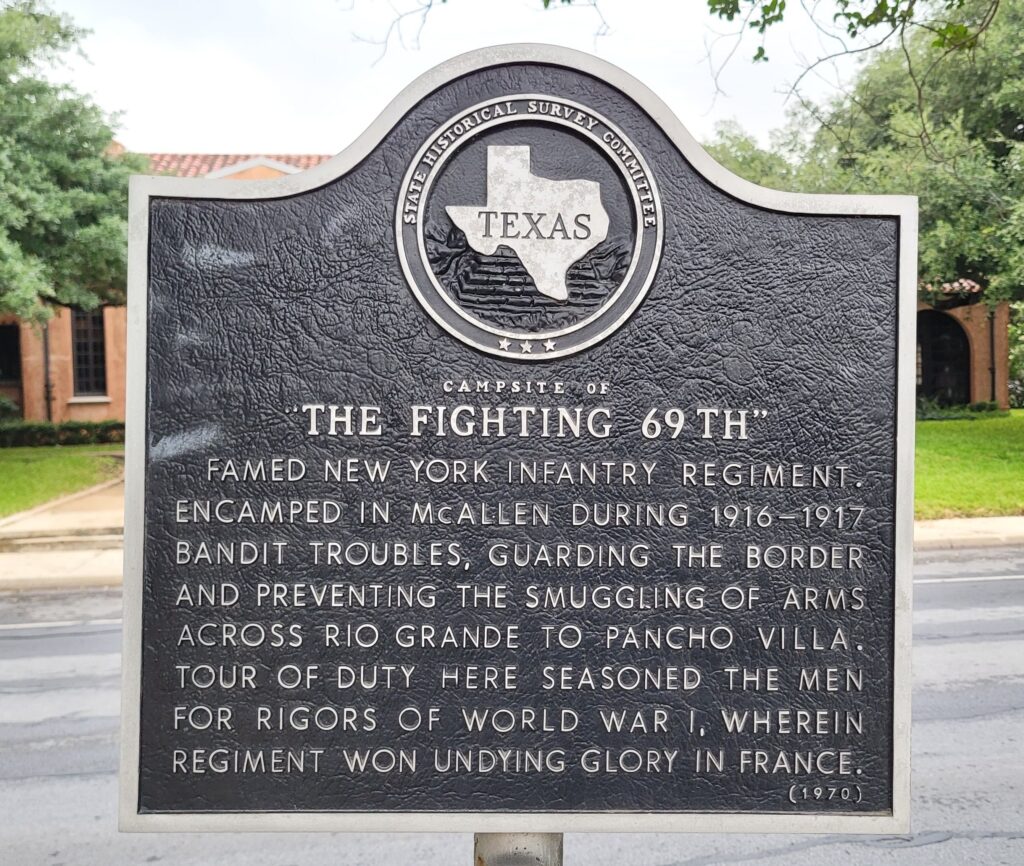 STATE HISTORICAL SURVEY COMMITTEE
TEXAS
CAMPSITE OF
"THE FIGHTING 69TH"
FAMED NEW YORK INFANTRY REGIMENT.
ENCAMPED IN McALLEN DURING 1916-1917
BANDIT TROUBLES, GUARDING THE BORDER
AND PREVENTING THE SMUGGLING OF ARMS
ACROSS RIO GRANDE TO PANCHO VILLA.
TOUR OF DUTY HERE SEASONED THE MEN
FOR RIGORS OF WORLD WAR I, WHEREIN
REGIMENT WON UNDYING GLORY IN FRANCE.
(1970)